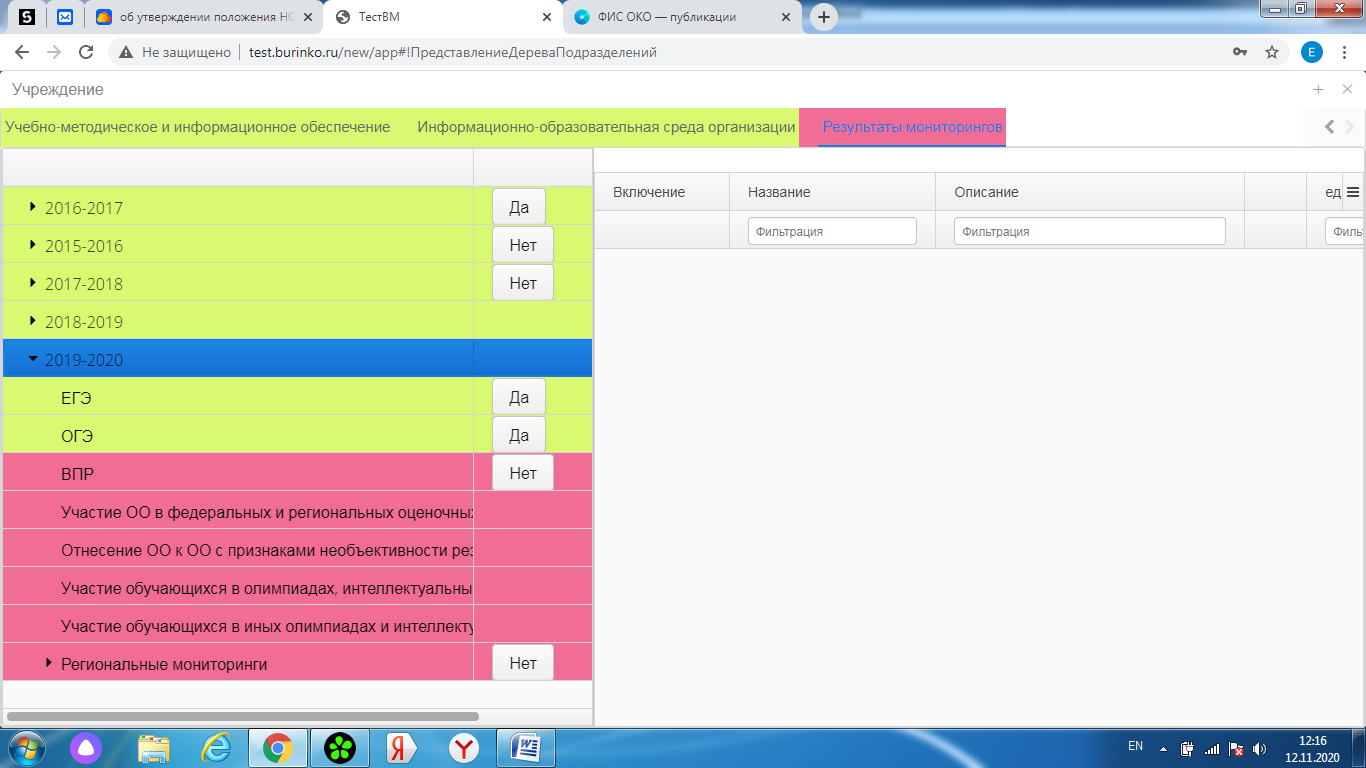 об утверждении положения НС
ТестВМ
ФИС ОКО — публикации
Не защищено
test.burinko.ru/new/app#!ПредставлениеДереваПодразделений
Е
Учреждение
Учебно-методическое и информационное обеспечение
Информационно-образовательная среда организации
Результаты мониторингов
Включение
Название
Описание
ед
Фильтрация
Фильтрация
Филь
2016-2017 Да
2015-2016 Нет
2017-2018 Нет
2018-2019
2019-2020
ЕГЭ Да
ОГЭ Да
ВПР Нет
Участие ОО в федеральных и региональных оценочных
Отнесение ОО к ОО с признаками необъективности рез
Участие обучающихся в олимпиадах, интеллектуальны
Участие обучающихся в иных олимпиадах и интеллекту
Региональные мониторинги Нет
EN
12:16
12.11.2020